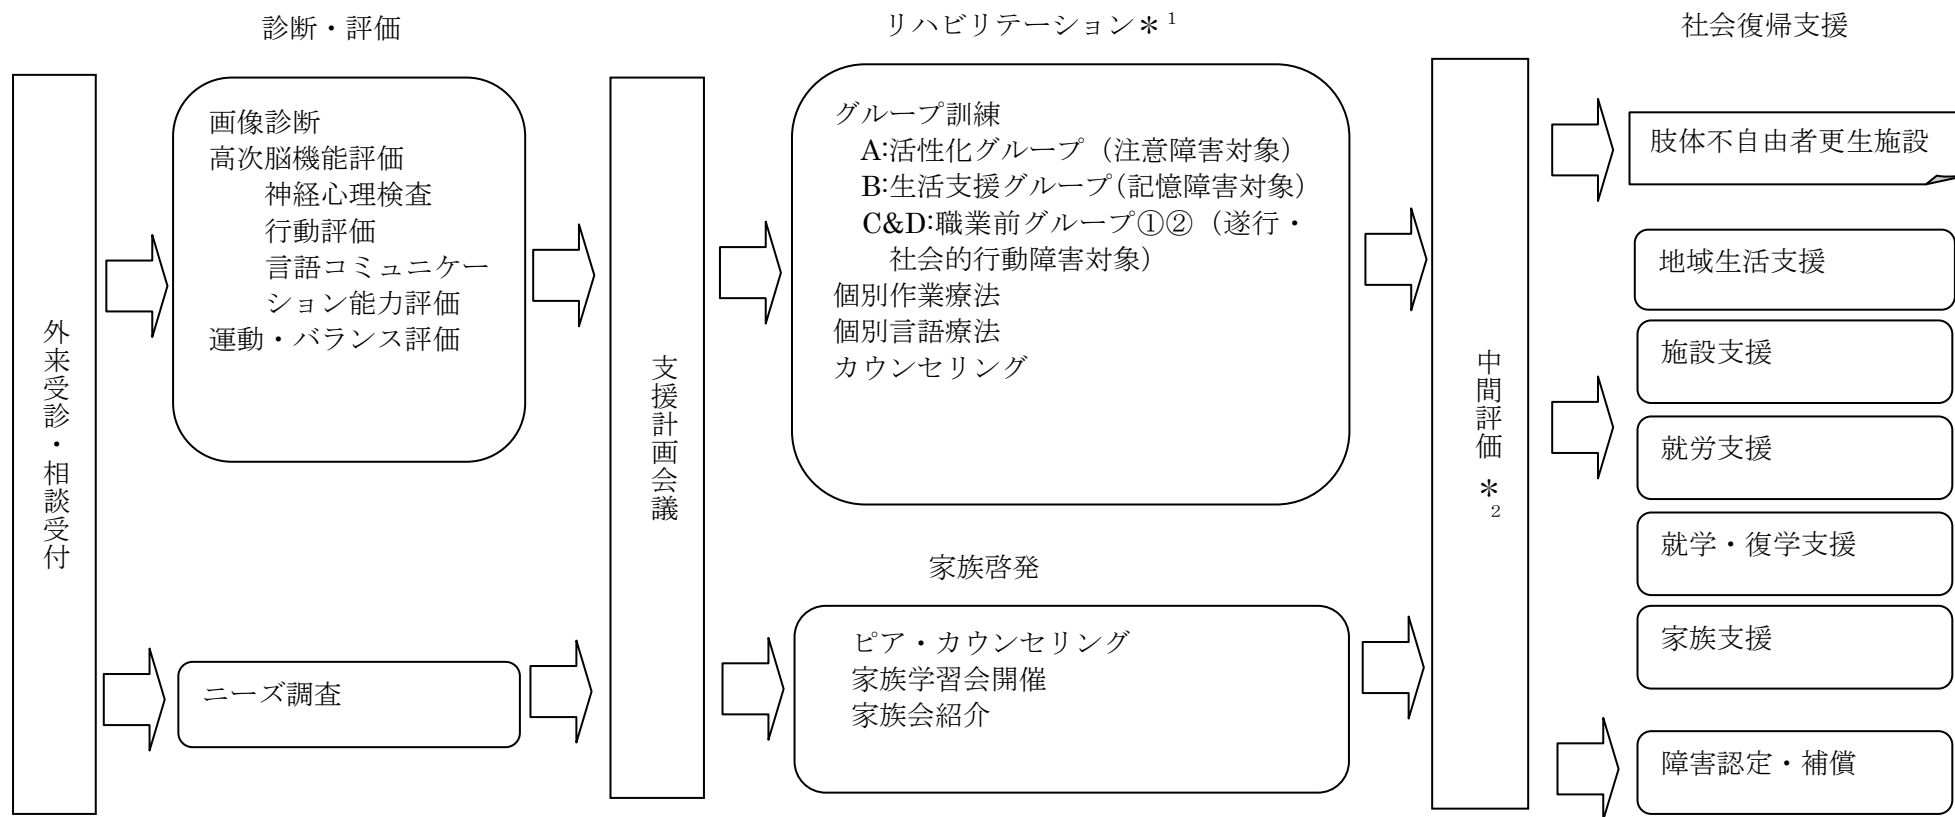 診断・評価
リハビリテーション＊1
社会復帰支援
外来受診・相談受付
画像診断
高次脳機能評価
神経心理検査
行動評価
言語コミュニケー
ション能力評価
運動・バランス評価
ニーズ調査
支援計画会議
グループ訓練
A:活性化グループ（注意障害対象）
B:生活支援グループ（記憶障害対象）
C&D:職業前グループ①②（遂行・
社会的行動障害対象）
個別作業療法
個別言語療法
カウンセリング
家族啓発
ピア・カウンセリング
家族学習会開催
家族会紹介
中間評価＊2
肢体不自由者更生施設
地域生活支援
施設支援
就労支援
就学・復学支援
家族支援
障害認定・補償